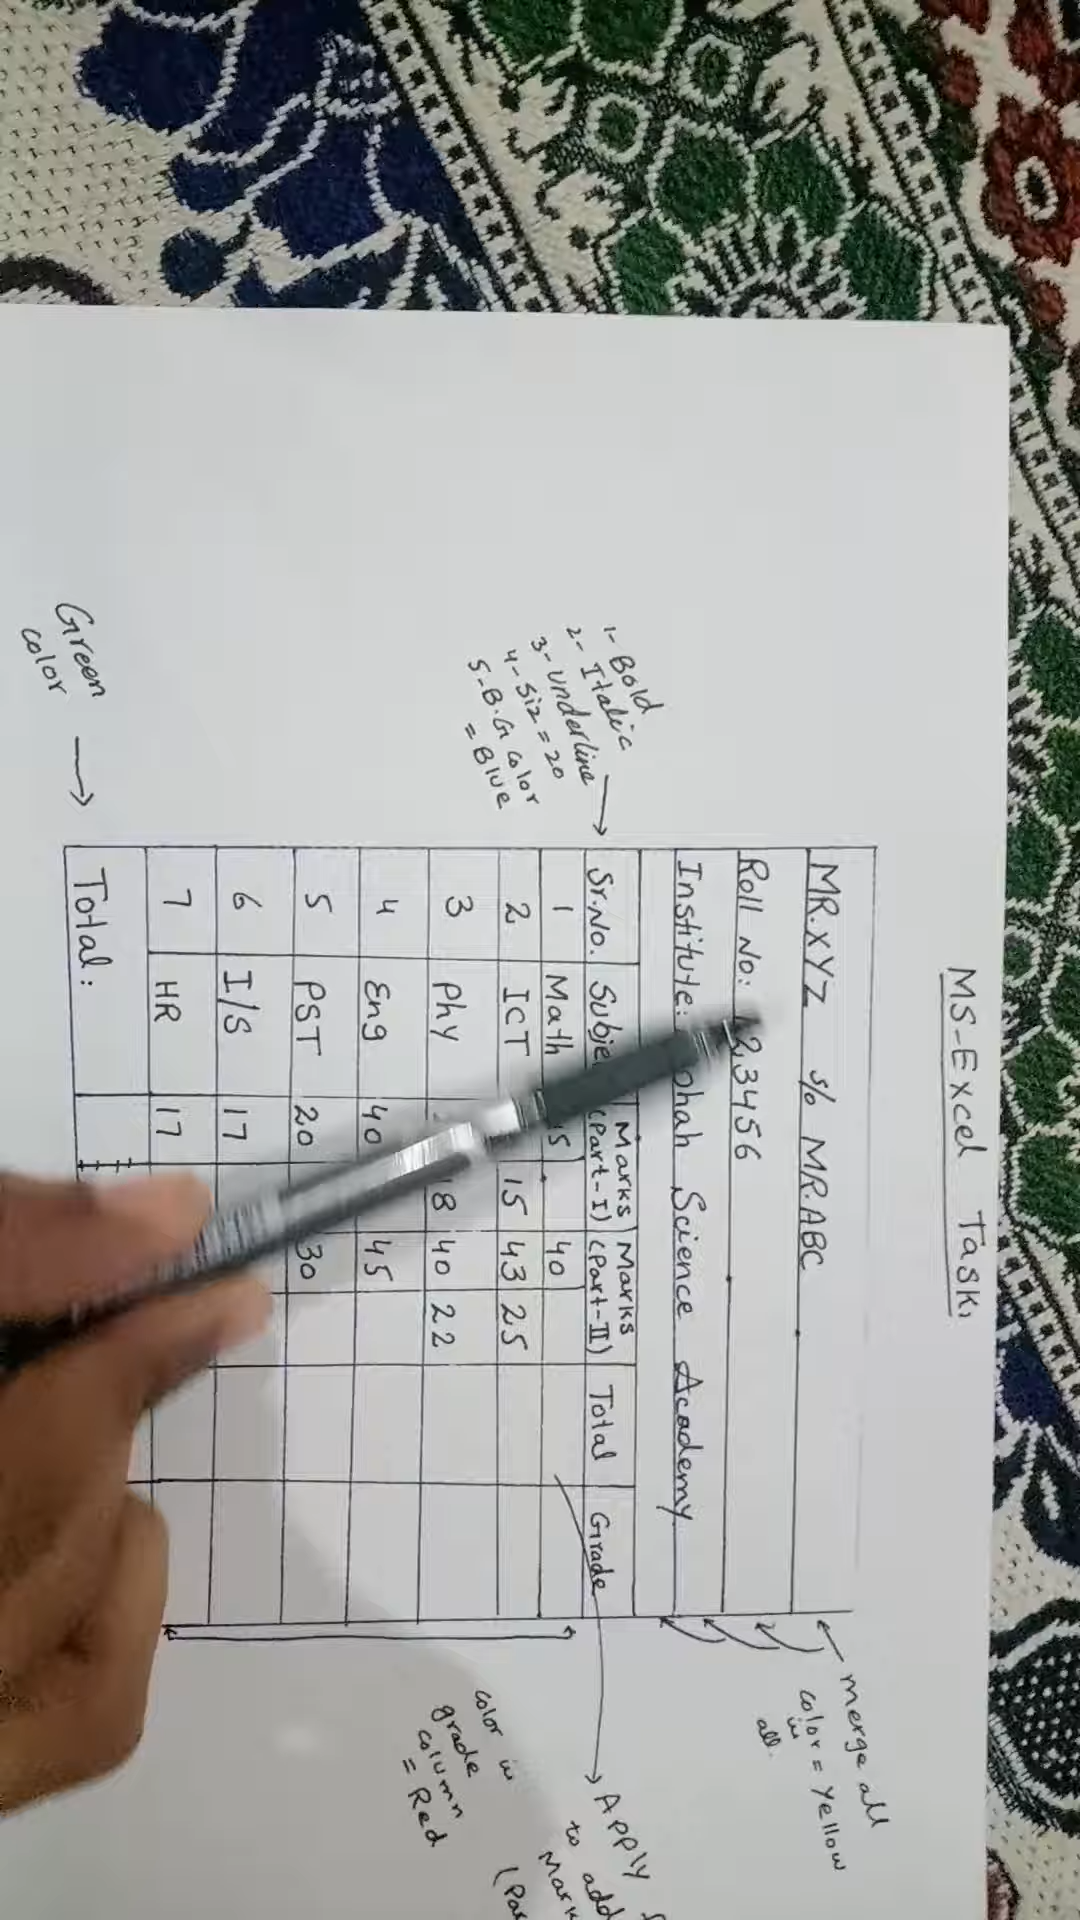 MS-Excel Task
MR.XYZ s/o MR.ABC
Roll No: 123456
Institute: Science Academy
Sr.No. Marks (Part-I) Marks (Part-II) Total Grade
1 Math 40
2 ICT 15 43 25
3 Phy 18 40 22
4 Eng 40 45
5 PST 20 30
6 I/S 17
7 HR 17
Total:
1- Bold
2- Italic
3- Underline
4- Siz = 20
5- B.G color
= Blue
Green
color
merge all
color = Yellow
in
all.
Apply
to add
color in
grade
column
= Red